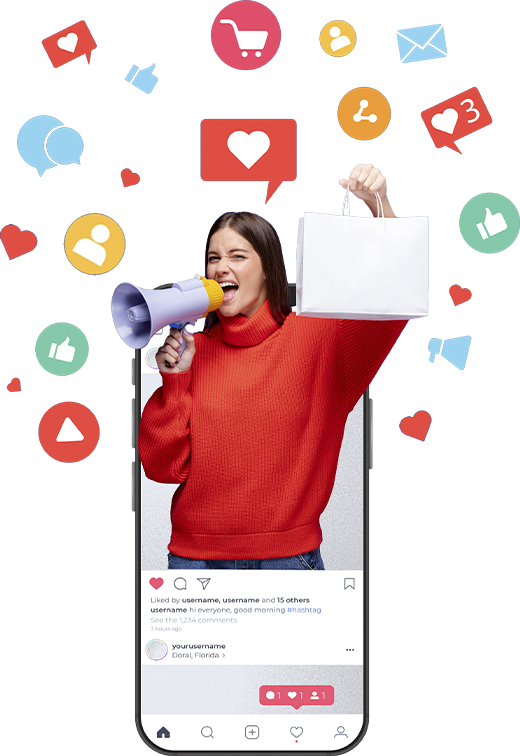 3
Liked by username, username and 15 others
username hi everyone, good morning #hashtag
See the 1,234 comments
2 hours ago
yourusername
Doral, Florida >
1 1 1